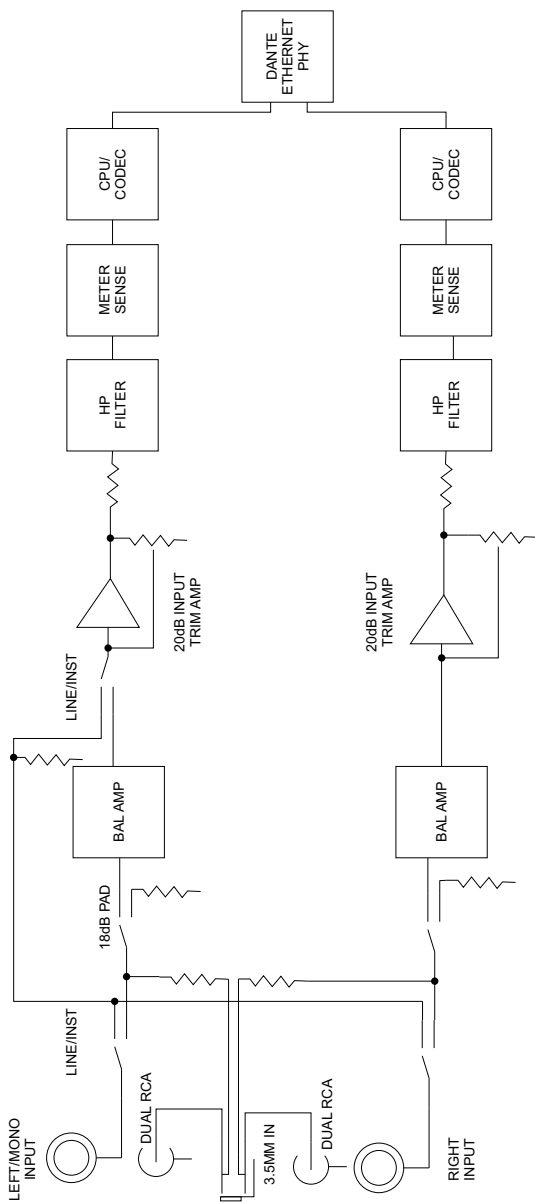 LEFT/MONO
INPUT
DUAL RCA
3.5MM IN
DUAL RCA
RIGHT
INPUT
LINE/INST
18dB PAD
BAL AMP
BAL AMP
LINE/INST
20dB INPUT
TRIM AMP
20dB INPUT
TRIM AMP
HP
FILTER
HP
FILTER
METER
SENSE
METER
SENSE
CPU/
CODEC
CPU/
CODEC
DANTE
ETHERNET
PHY